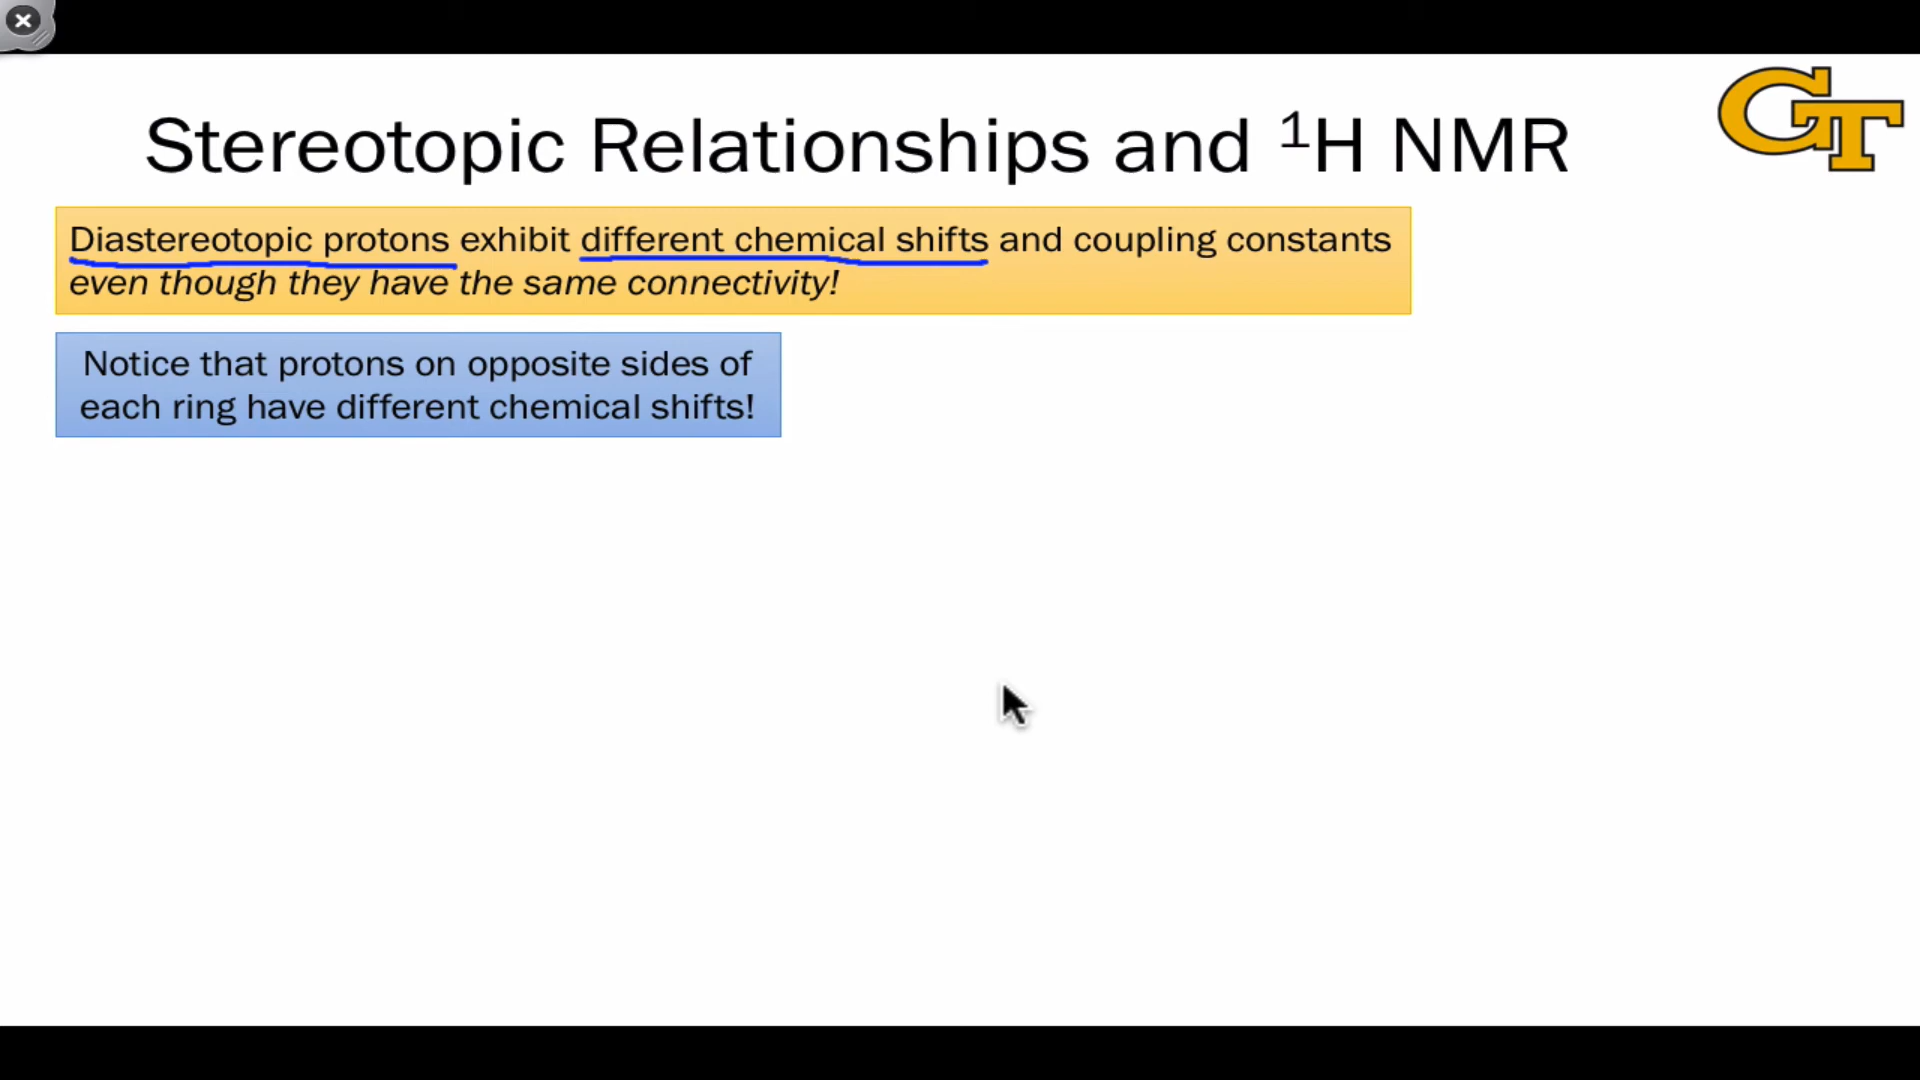 Stereotopic Relationships and ¹H NMR
GT
Diastereotopic protons exhibit different chemical shifts and coupling constants
even though they have the same connectivity!
Notice that protons on opposite sides of
each ring have different chemical shifts!